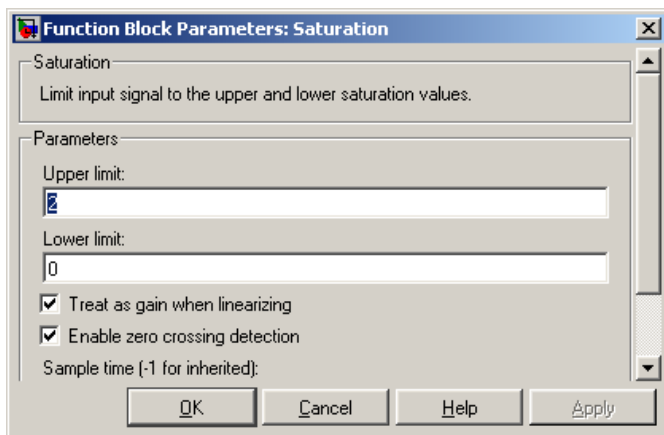 Function Block Parameters: Saturation
Saturation
Limit input signal to the upper and lower saturation values.
Parameters
Upper limit:
2
Lower limit:
0
Treat as gain when linearizing
Enable zero crossing detection
Sample time (-1 for inherited):
OK Cancel Help Apply